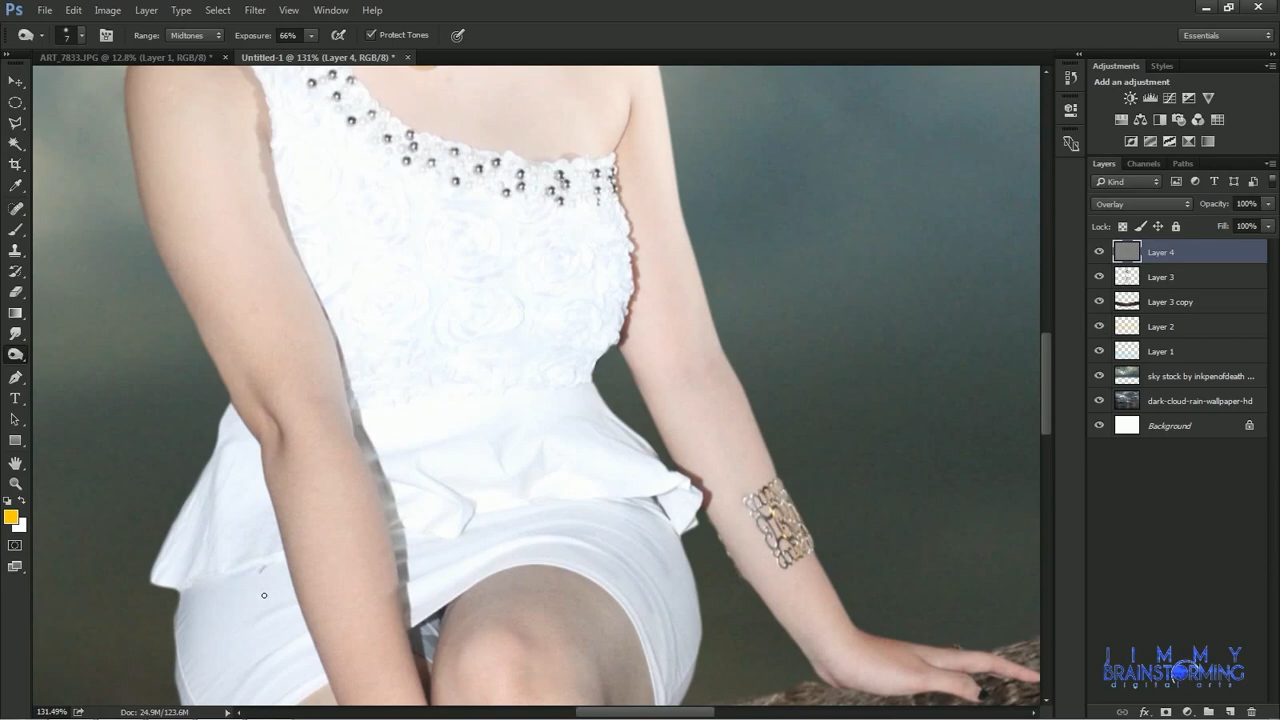 Ps File Edit Image Layer Type Select Filter View Window Help
7 Range: Midtones Exposure: 66% Protect Tones Essentials
ART_7833.JPG @ 12.8% (Layer 1, RGB/8) * × Untitled-1 @ 131% (Layer 4, RGB/8) * ×
Adjustments Styles
Add an adjustment
Layers Channels Paths
Kind
Overlay Opacity: 100%
Lock: Fill: 100%
Layer 4
Layer 3
Layer 3 copy
Layer 2
Layer 1
sky stock by inkpenofdeath ...
dark-cloud-rain-wallpaper-hd
Background
JIMMY
BRAINSTORMING
digital arts
131.49% Doc: 24.9M/123.6M
fx